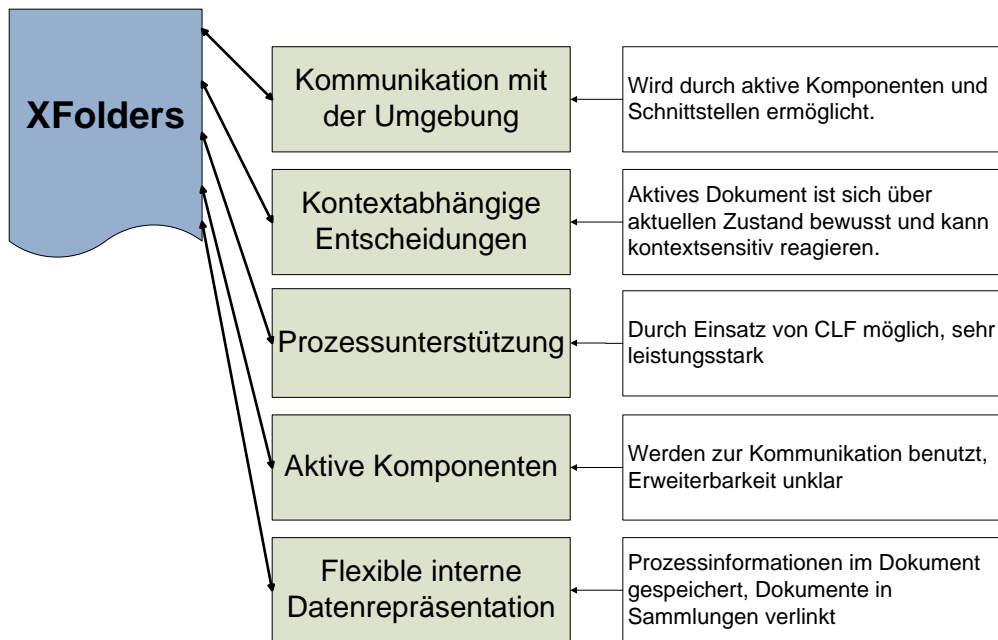 XFolders
Kommunikation mit
der Umgebung
Wird durch aktive Komponenten und
Schnittstellen ermöglicht.
Kontextabhängige
Entscheidungen
Aktives Dokument ist sich über
aktuellen Zustand bewusst und kann
kontextsensitiv reagieren.
Prozessunterstützung
Durch Einsatz von CLF möglich, sehr
leistungsstark
Aktive Komponenten
Werden zur Kommunikation benutzt,
Erweiterbarkeit unklar
Flexible interne
Datenrepräsentation
Prozessinformationen im Dokument
gespeichert, Dokumente in
Sammlungen verlinkt